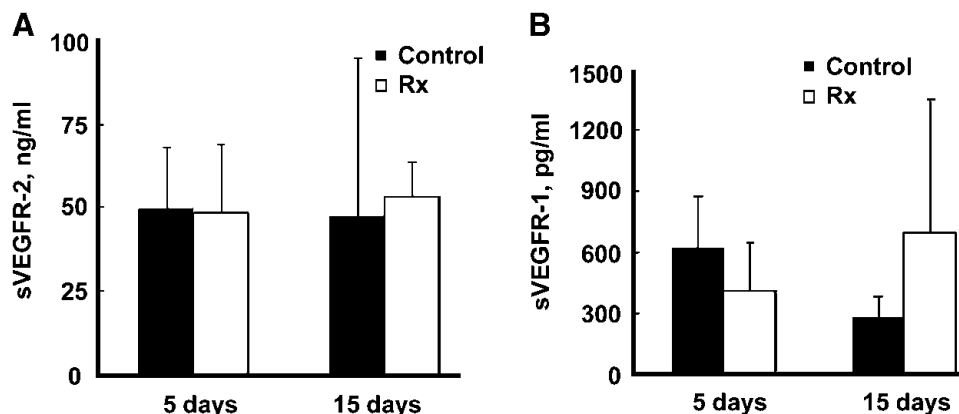 A
sVEGFR-2, ng/ml
100
75
50
25
0
Control
Rx
5 days
15 days
B
sVEGFR-1, pg/ml
1500
1200
900
600
300
0
Control
Rx
5 days
15 days